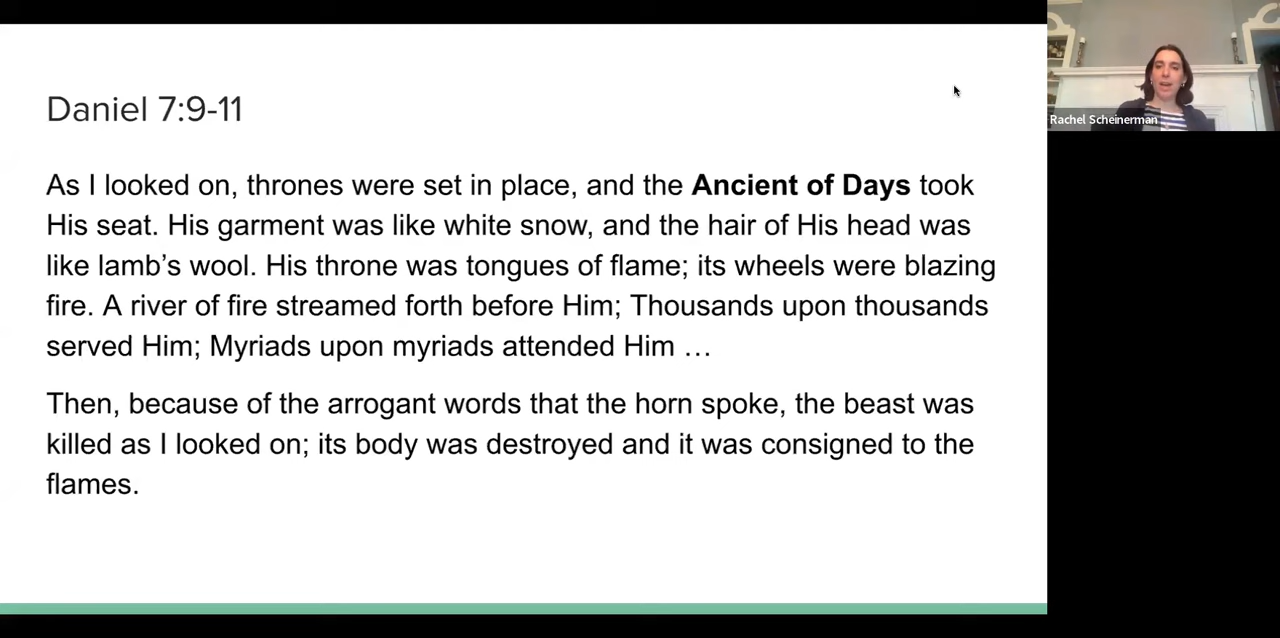 Daniel 7:9-11
As I looked on, thrones were set in place, and the Ancient of Days took
His seat. His garment was like white snow, and the hair of His head was
like lamb’s wool. His throne was tongues of flame; its wheels were blazing
fire. A river of fire streamed forth before Him; Thousands upon thousands
served Him; Myriads upon myriads attended Him …
Then, because of the arrogant words that the horn spoke, the beast was
killed as I looked on; its body was destroyed and it was consigned to the
flames.
Rachel Scheinerman